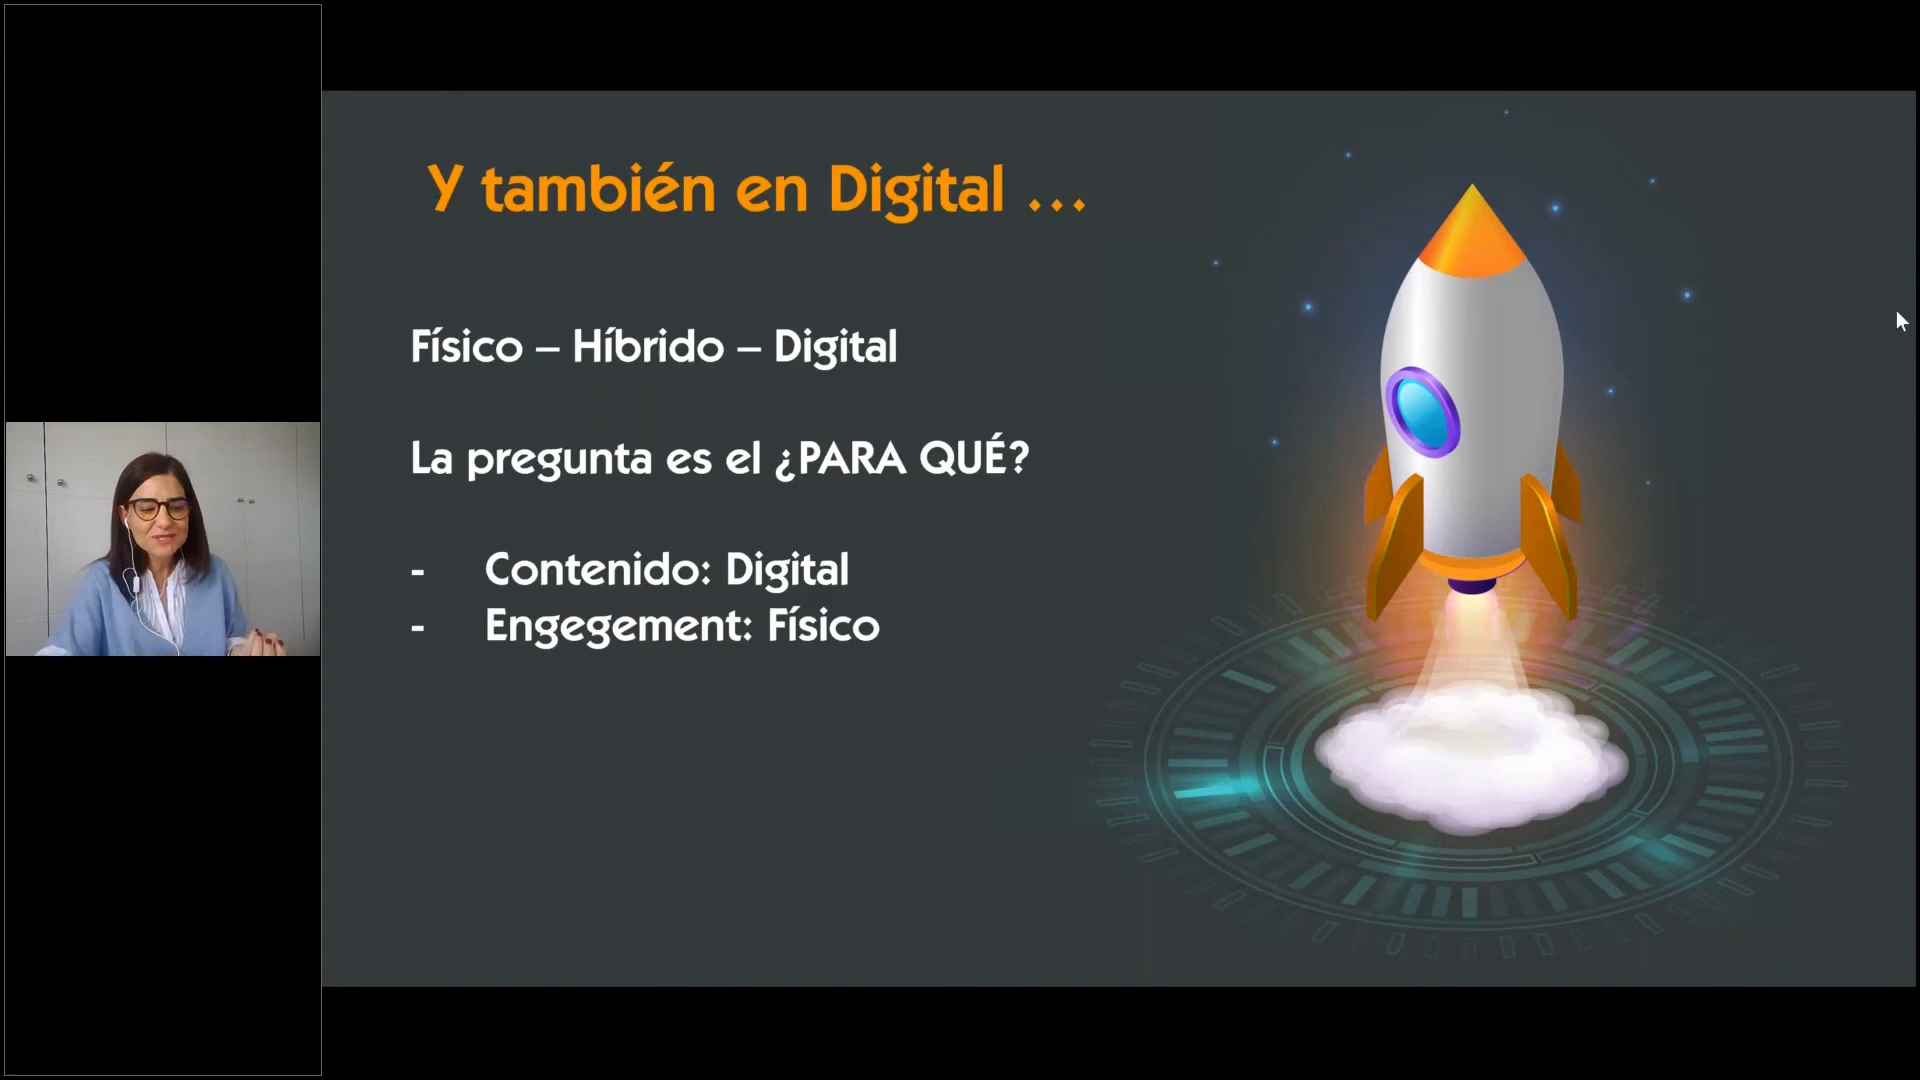 Y también en Digital ...
Físico – Híbrido – Digital
La pregunta es el ¿PARA QUÉ?
- Contenido: Digital
- Engegement: Físico